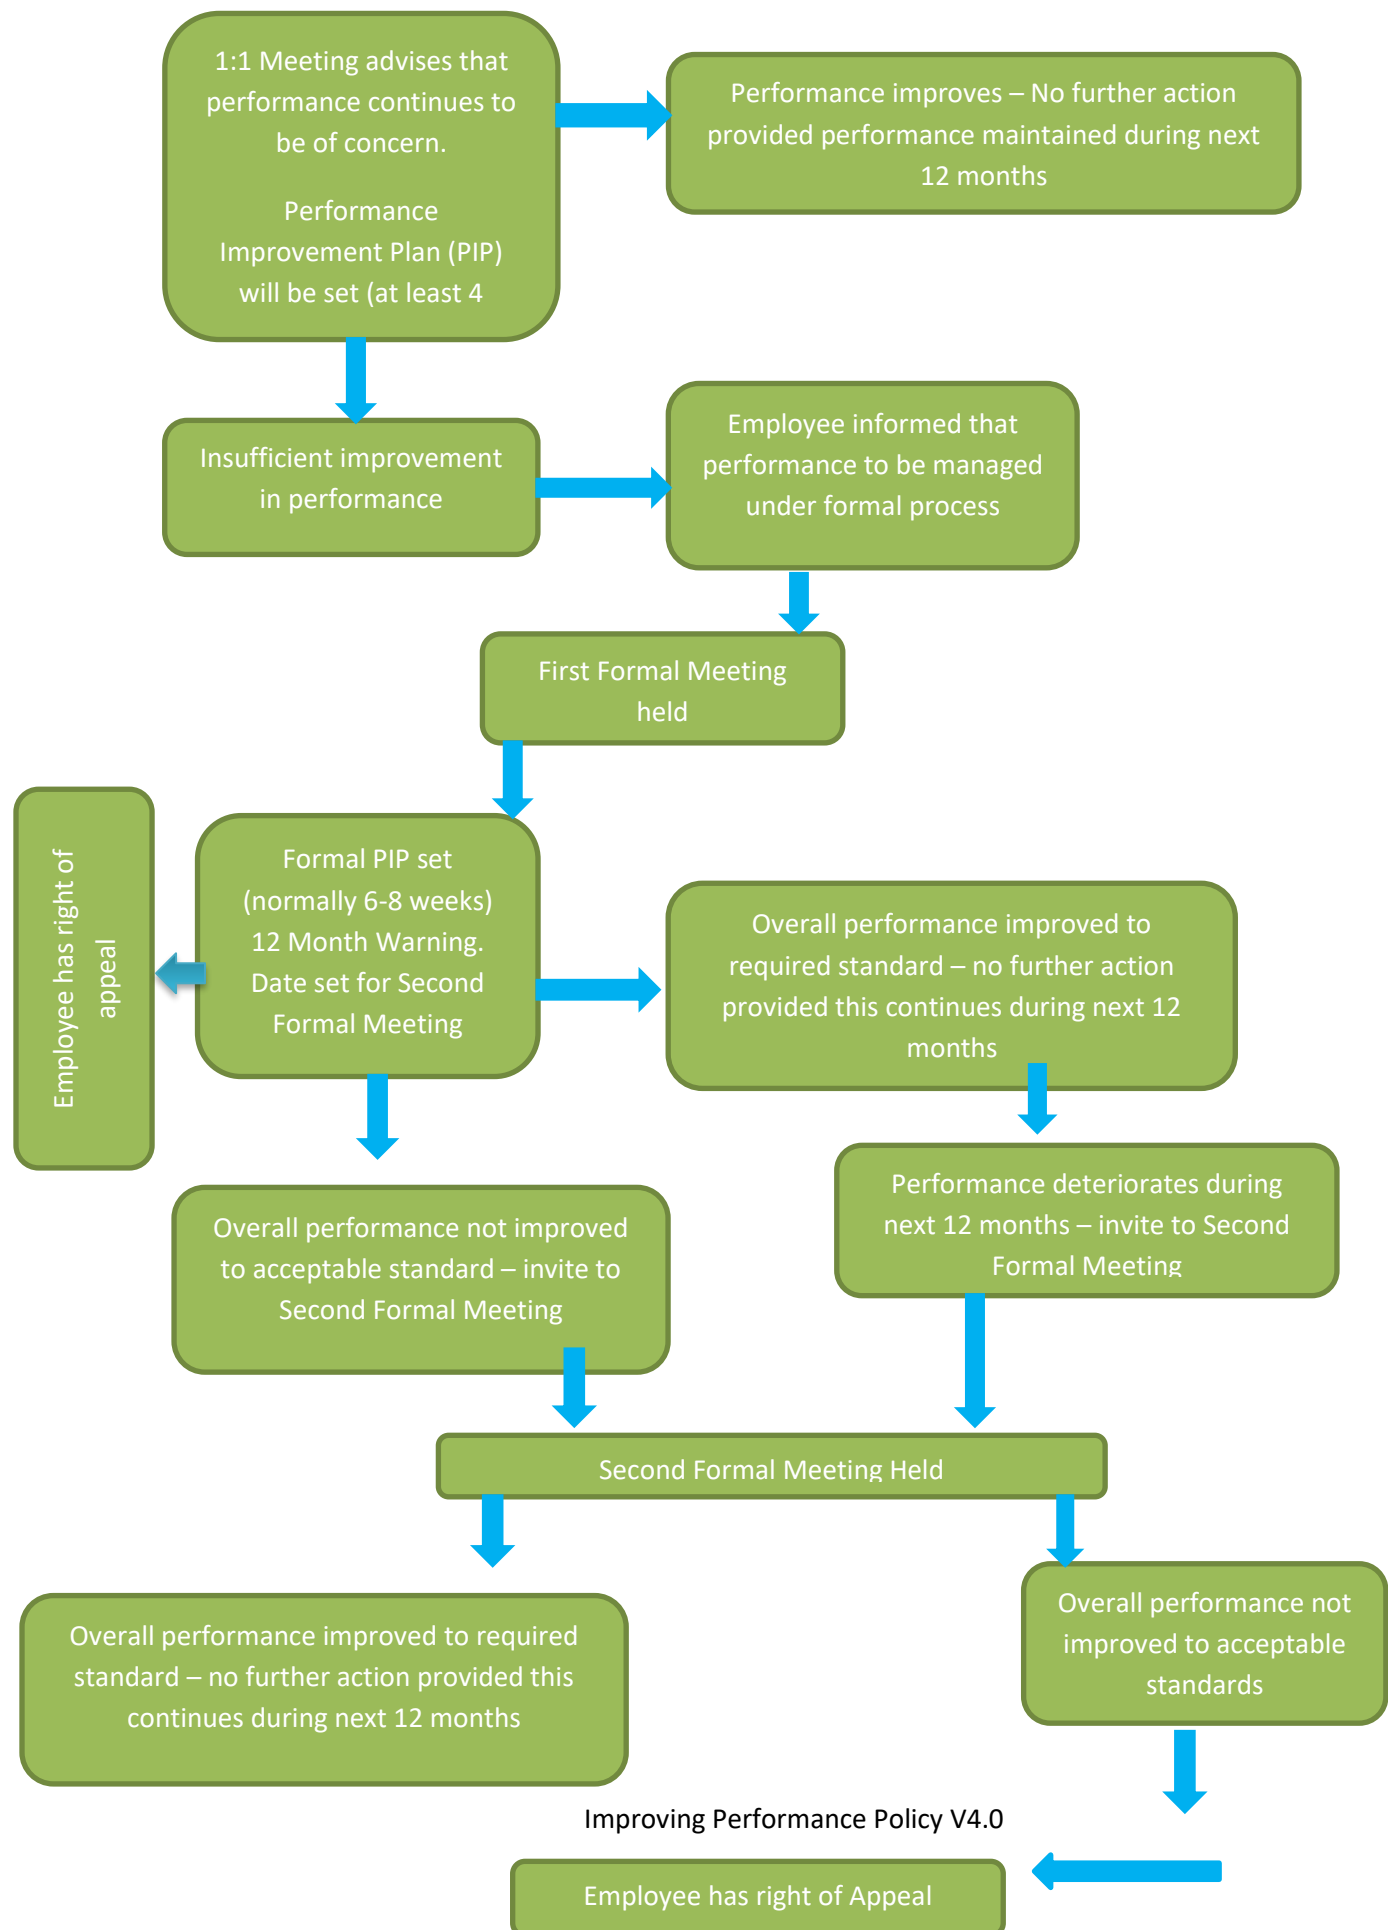 1:1 Meeting advises that
performance continues to
be of concern.
Performance
Improvement Plan (PIP)
will be set (at least 4
Performance improves – No further action
provided performance maintained during next
12 months
Insufficient improvement
in performance
Employee informed that
performance to be managed
under formal process
First Formal Meeting
held
Employee has right of
appeal
Formal PIP set
(normally 6-8 weeks)
12 Month Warning.
Date set for Second
Formal Meeting
Overall performance improved to
required standard – no further action
provided this continues during next 12
months
Performance deteriorates during
next 12 months – invite to Second
Formal Meeting
Overall performance not improved
to acceptable standard – invite to
Second Formal Meeting
Second Formal Meeting Held
Overall performance improved to required
standard – no further action provided this
continues during next 12 months
Overall performance not
improved to acceptable
standards
Improving Performance Policy V4.0
Employee has right of Appeal